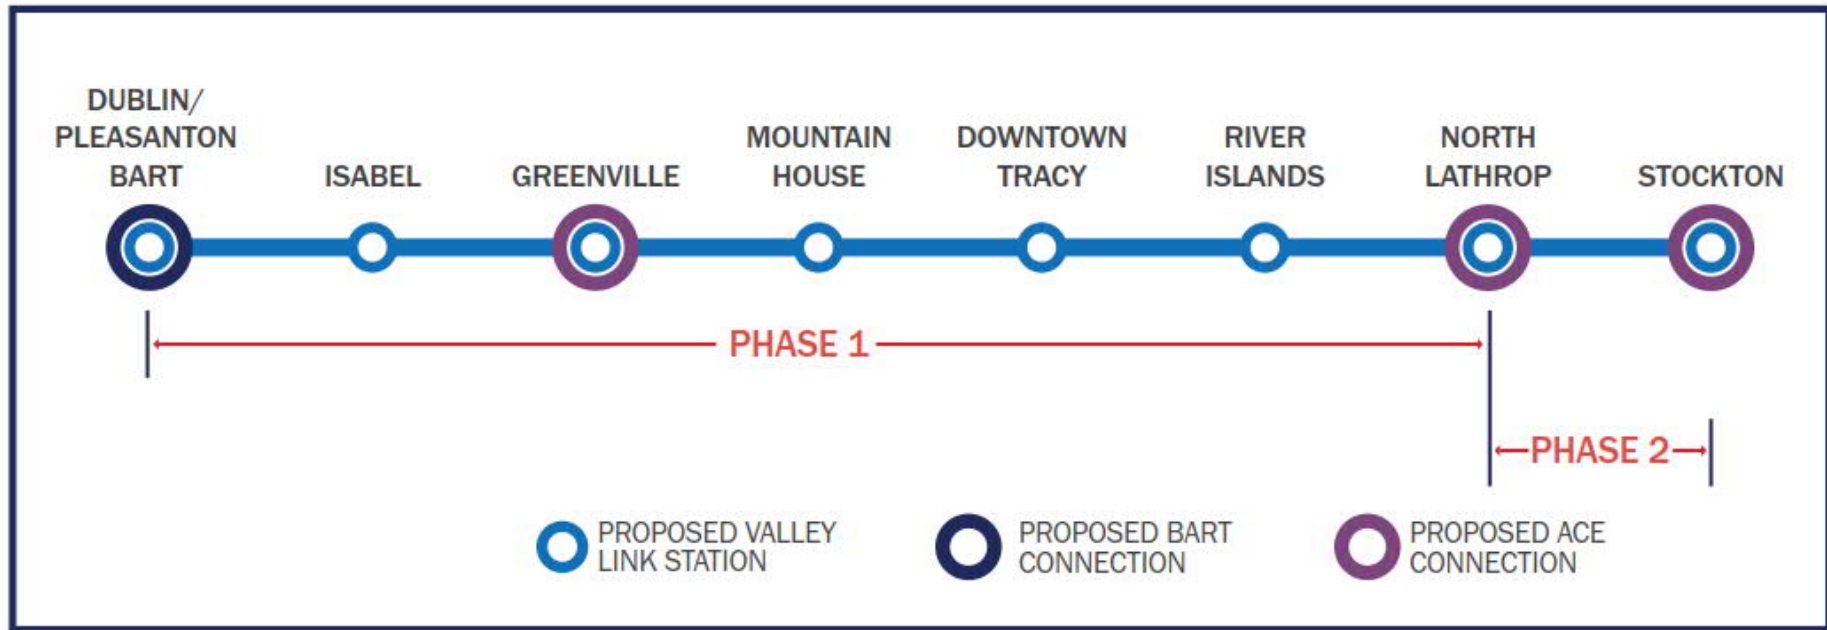 DUBLIN/
PLEASANTON
BART
ISABEL
GREENVILLE
MOUNTAIN
HOUSE
DOWNTOWN
TRACY
RIVER
ISLANDS
NORTH
LATHROP
STOCKTON
PHASE 1
PHASE 2
PROPOSED VALLEY
LINK STATION
PROPOSED BART
CONNECTION
PROPOSED ACE
CONNECTION